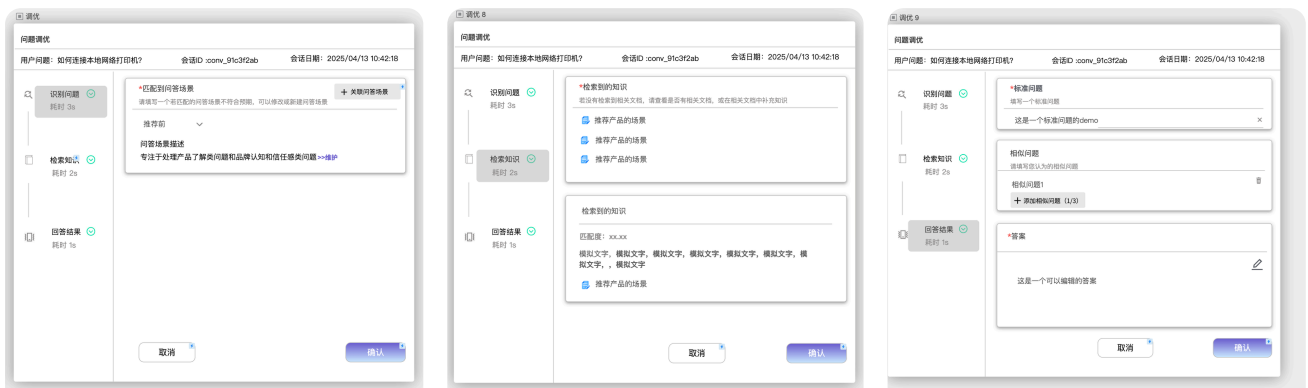 调优
问题调优
用户问题：如何连接本地网络打印机? 会话ID :conv_91c3f2ab 会话日期：2025/04/13 10:42:18
识别问题
耗时 3s
检索知识
耗时 2s
回答结果
耗时 1s
*匹配到问答场景
＋ 关联问答场景
请填写一个若匹配的问答场景不符合预期，可以修改或新建问答场景
推荐前
问答场景描述
专注于处理产品了解类问题和品牌认知和信任感类问题>>维护
取消
确认
调优 8
问题调优
用户问题：如何连接本地网络打印机? 会话ID :conv_91c3f2ab 会话日期：2025/04/13 10:42:18
识别问题
耗时 3s
检索知识
耗时 2s
回答结果
耗时 1s
*检索到的知识
若没有检索到相关文档，请查看是否有相关文档，或在相关文档中补充知识
推荐产品的场景
推荐产品的场景
推荐产品的场景
检索到的知识
匹配度：xx.xx
模拟文字，模拟文字，模拟文字，模拟文字，模拟文字，模拟文字，模
拟文字，，模拟文字
推荐产品的场景
取消
确认
调优 9
问题调优
用户问题：如何连接本地网络打印机? 会话ID :conv_91c3f2ab 会话日期：2025/04/13 10:42:18
识别问题
耗时 3s
检索知识
耗时 2s
回答结果
耗时 1s
*标准问题
填写一个标准问题
这是一个标准问题的demo
相似问题
请填写您认为的相似问题
相似问题1
＋ 添加相似问题（1/3）
*答案
这是一个可以编辑的答案
取消
确认